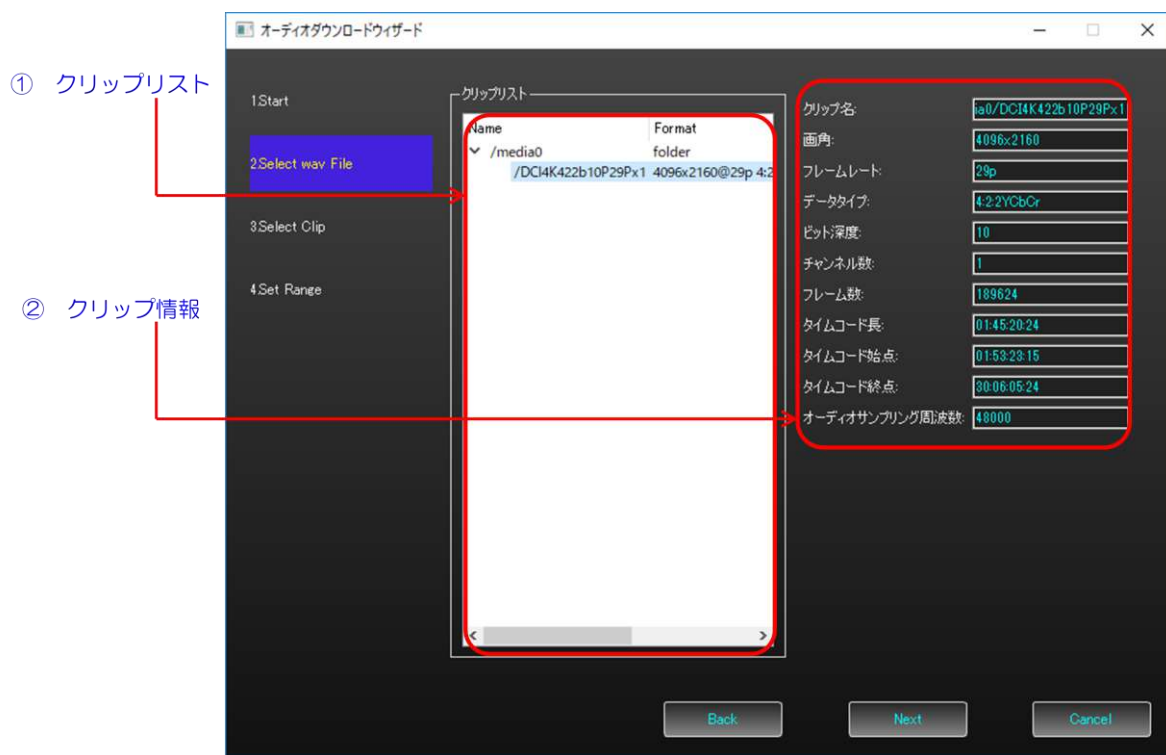 オーディオダウンロードウィザード
① クリップリスト
② クリップ情報
1.Start
2.Select wav File
3.Select Clip
4.Set Range
クリップリスト
Name Format
/media0 folder
/DCI4K422b10P29Px1 4096x2160@29p 4:2
クリップ名: ia0/DCI4K422b10P29Px1
画角: 4096x2160
フレームレート: 29p
データタイプ: 4:2:2YCbCr
ビット深度: 10
チャンネル数: 1
フレーム数: 189624
タイムコード長: 01:45:20:24
タイムコード始点: 01:53:23:15
タイムコード終点: 30:06:05:24
オーディオサンプリング周波数: 48000
Back Next Cancel